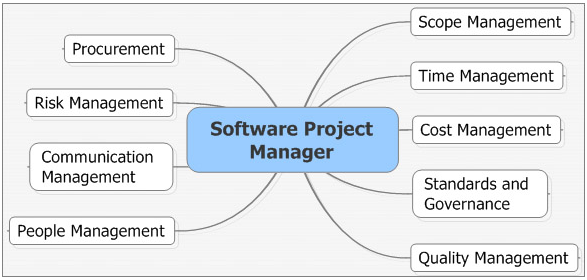 Procurement
Risk Management
Communication
Management
People Management
Software Project
Manager
Scope Management
Time Management
Cost Management
Standards and
Governance
Quality Management